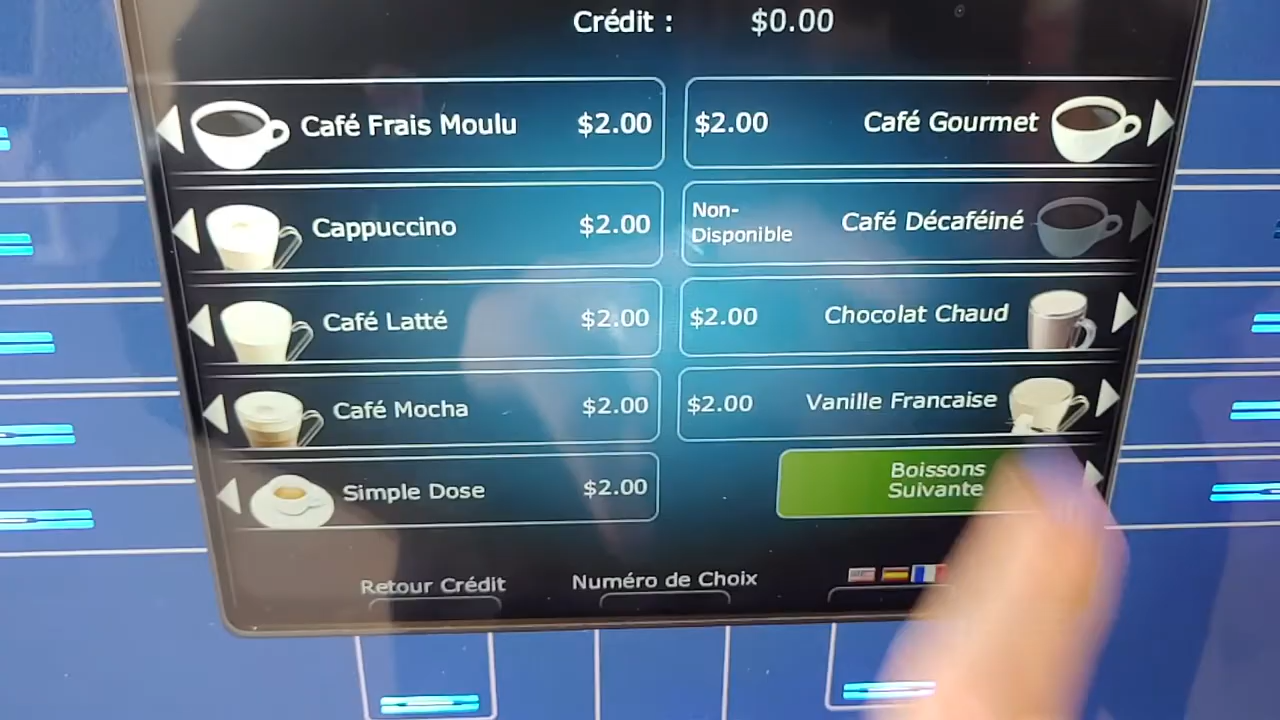 Crédit : $0.00
Café Frais Moulu $2.00
$2.00 Café Gourmet
Cappuccino $2.00
Non-
Disponible
Café Décaféiné
Café Latté $2.00
$2.00 Chocolat Chaud
Café Mocha $2.00
$2.00 Vanille Francaise
Simple Dose $2.00
Boissons
Suivante
Retour Crédit
Numéro de Choix